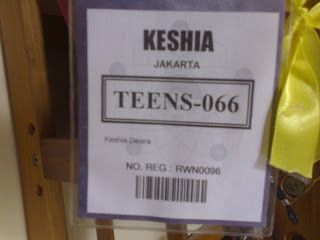 KESHIA
JAKARTA
TEENS-066
Keshia Deisra
NO. REG : RWN0096